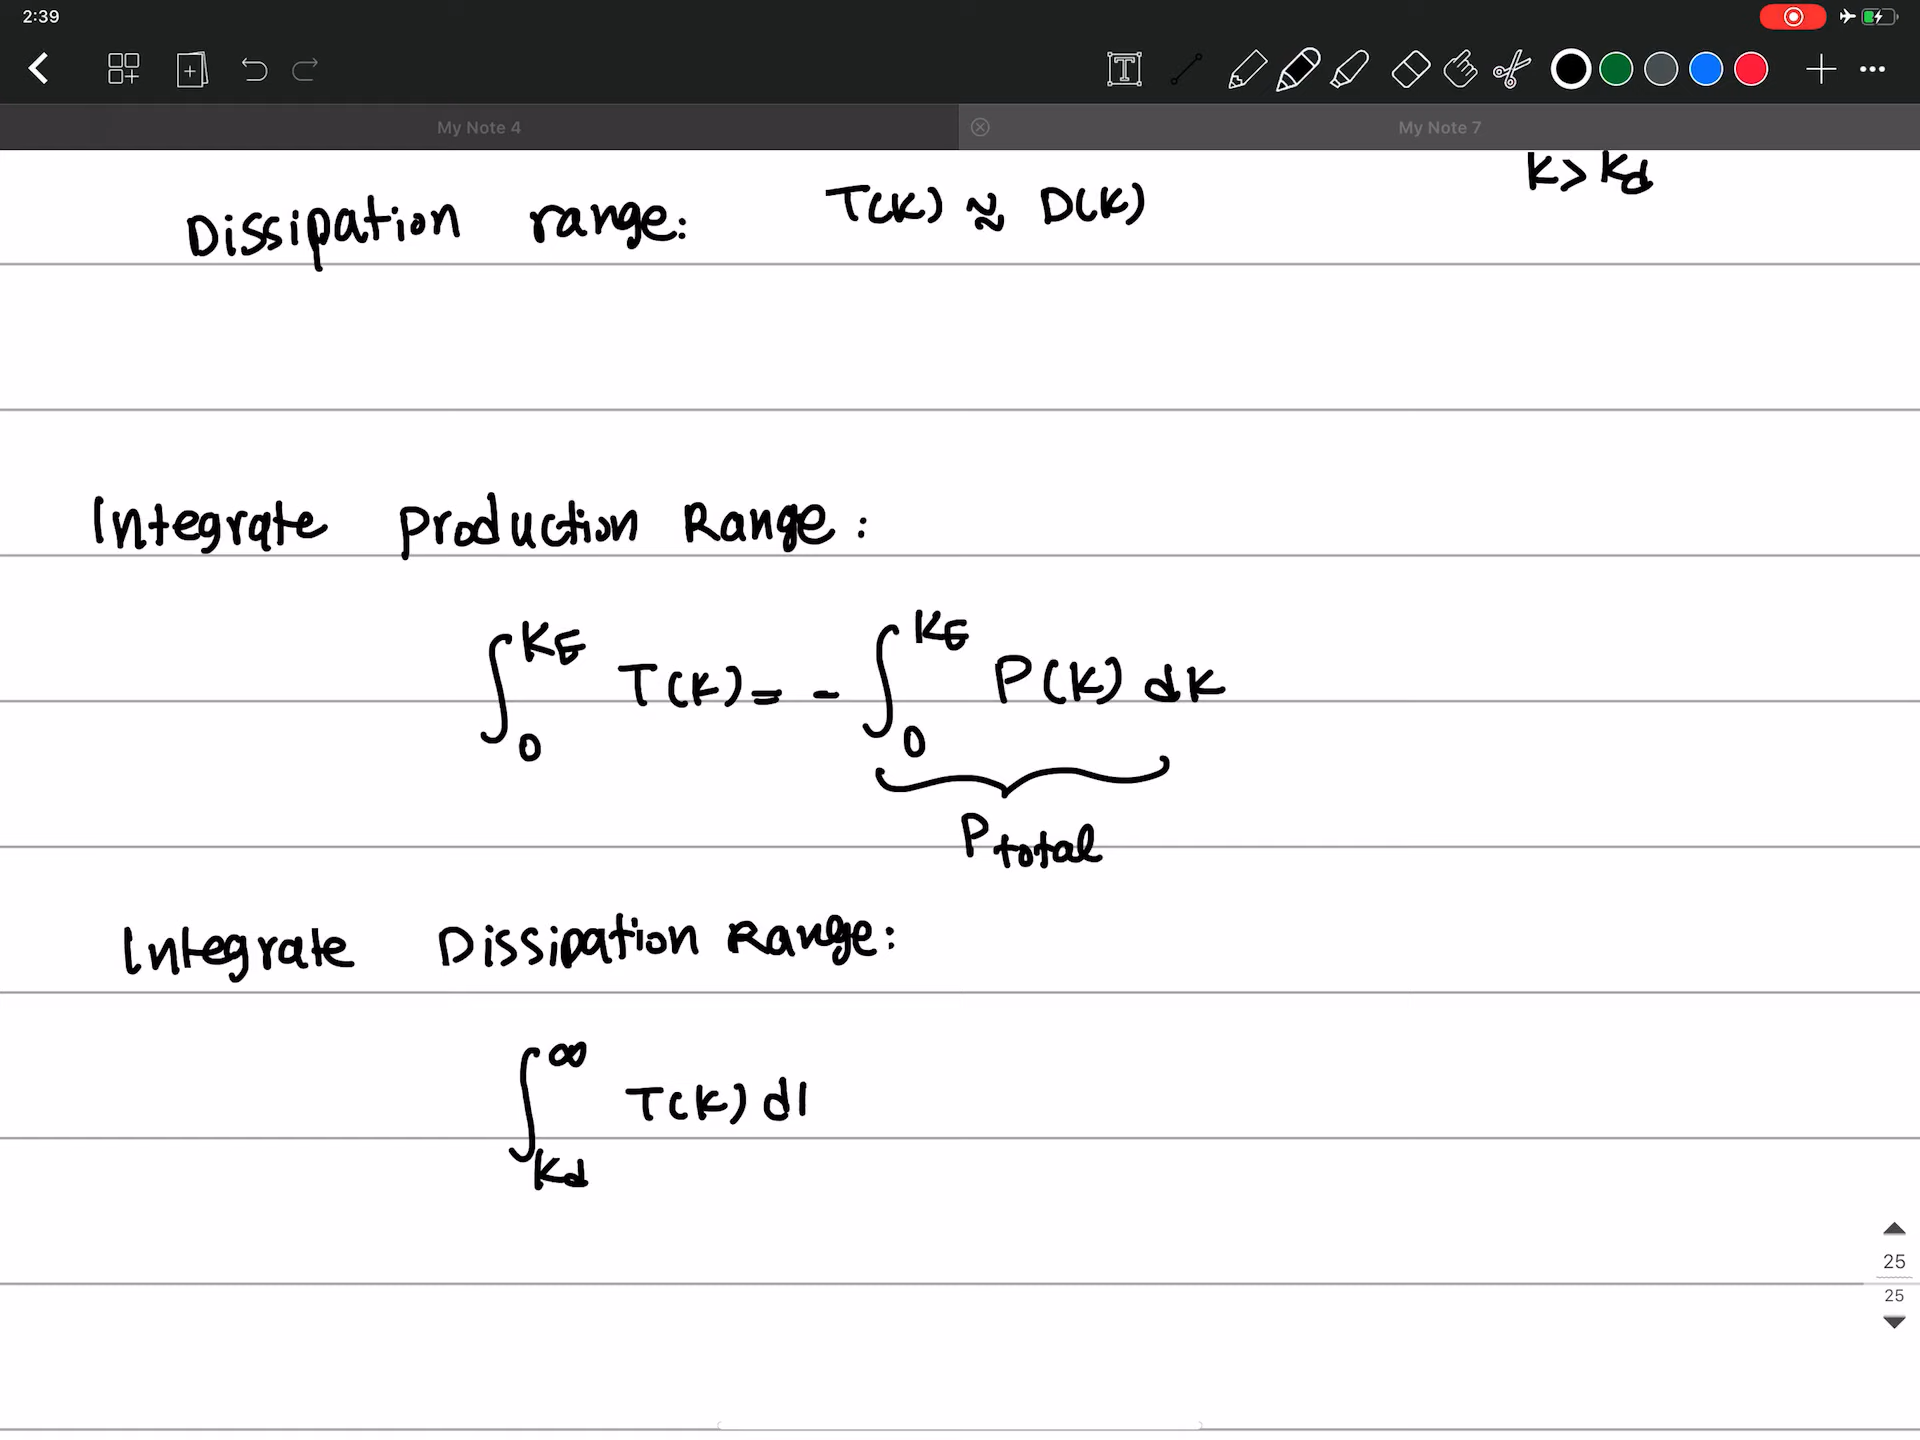 2:39
T
My Note 4
My Note 7
k > kd
Dissipation range: T(k) ≈ D(k)
Integrate Production Range:
∫₀^{KE} T(k) = - ∫₀^{KE} P(k) dk
Ptotal
Integrate Dissipation Range:
∫_{kd}^{∞} T(k) dl
25
25